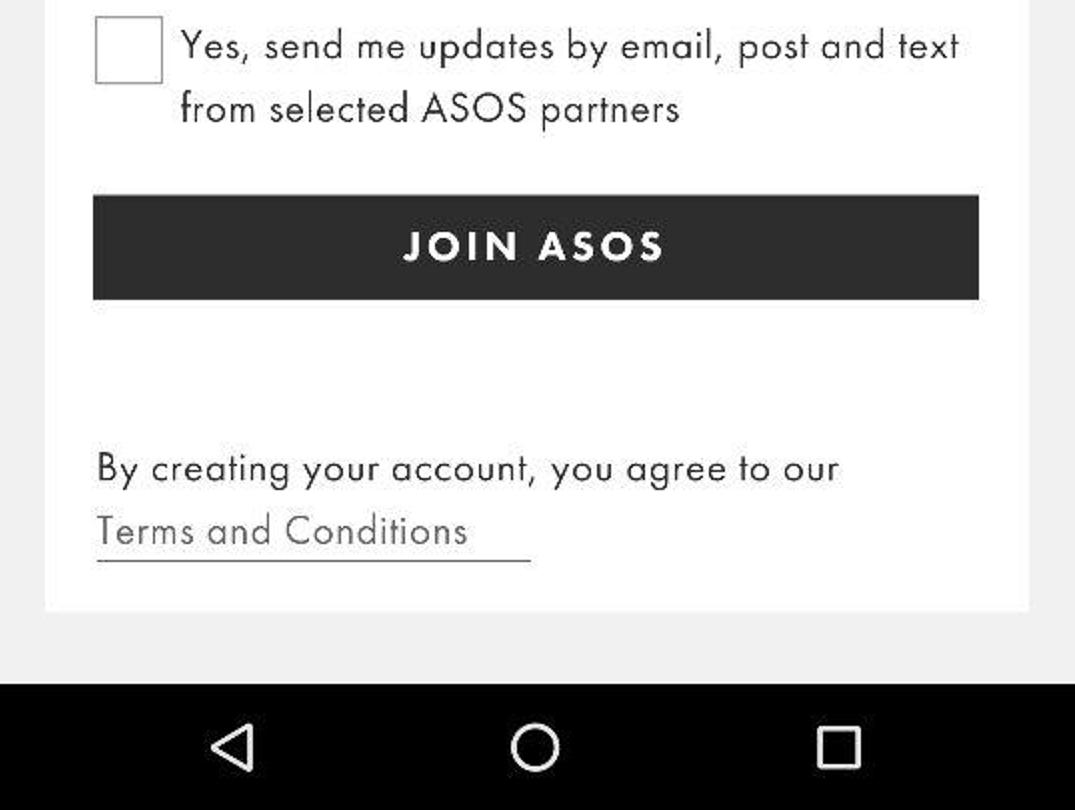 Yes, send me updates by email, post and text
from selected ASOS partners
JOIN ASOS
By creating your account, you agree to our
Terms and Conditions